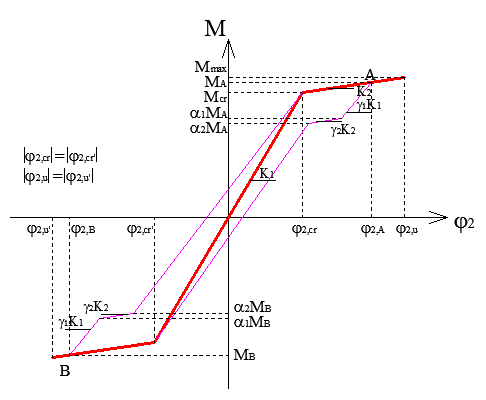 M
Mmax
MA
A
Mcr
K2
α1MA
γ1K1
α2MA
γ2K2
|φ2,cr|=|φ2,cr'|
|φ2,u|=|φ2,u'|
K1
φ2
φ2,u'
φ2,B
φ2,cr'
φ2,cr
φ2,A
φ2,u
γ2K2
α2MB
γ1K1
α1MB
MB
B